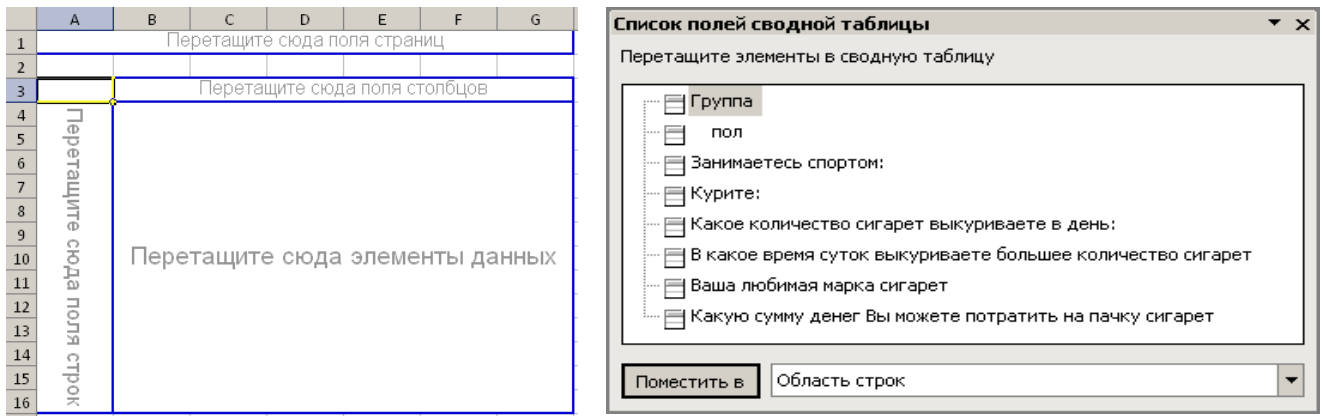 A B C D E F G
1 Перетащите сюда поля страниц
2
3 Перетащите сюда поля столбцов
4
5
6
7
8
9
10
11
12
13
14
15
16
Перетащите сюда поля строк
Перетащите сюда элементы данных
Список полей сводной таблицы
Перетащите элементы в сводную таблицу
Группа
пол
Занимаетесь спортом:
Курите:
Какое количество сигарет выкуриваете в день:
В какое время суток выкуриваете большее количество сигарет
Ваша любимая марка сигарет
Какую сумму денег Вы можете потратить на пачку сигарет
Поместить в Область строк